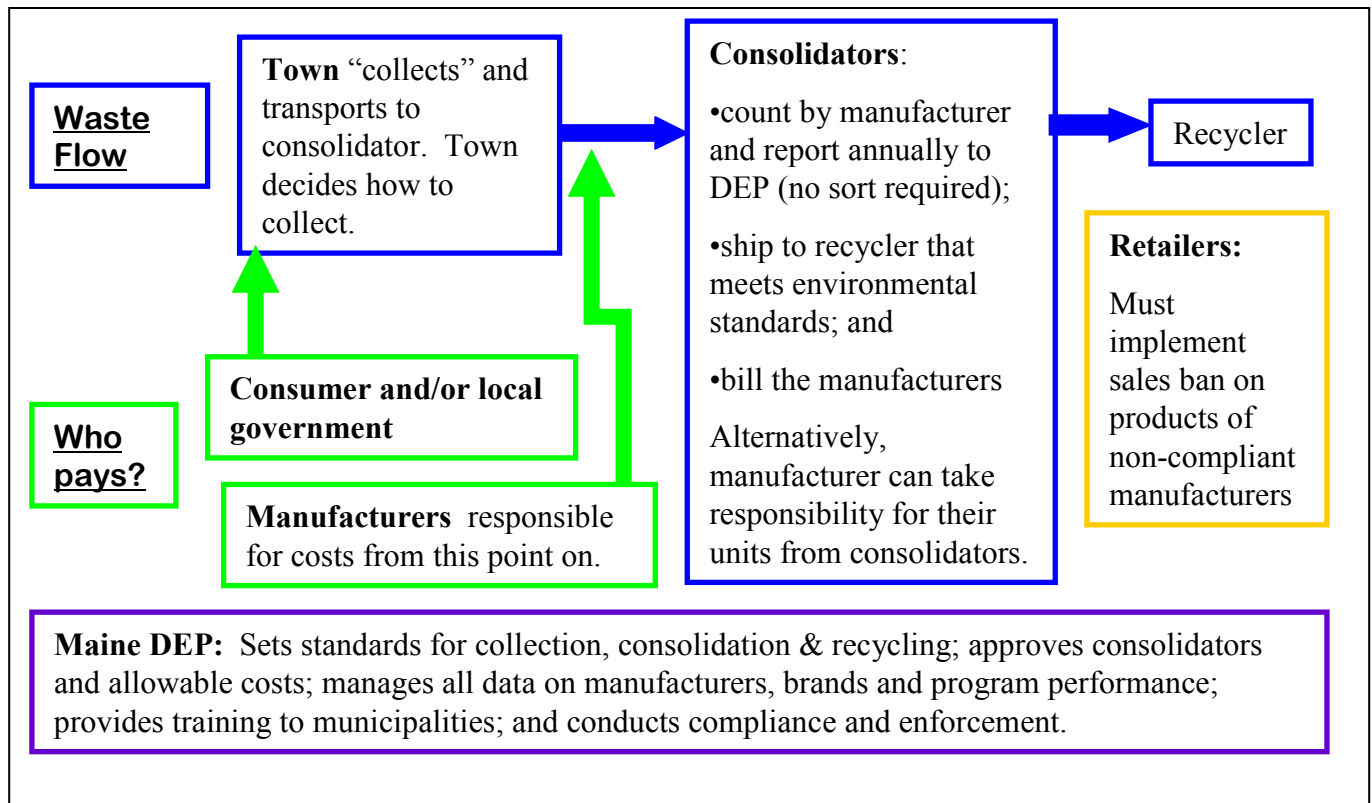 Waste
Flow
Town “collects” and
transports to
consolidator.  Town
decides how to
collect.
Consolidators:
•count by manufacturer
and report annually to
DEP (no sort required);
•ship to recycler that
meets environmental
standards; and
•bill the manufacturers
Alternatively,
manufacturer can take
responsibility for their
units from consolidators.
Recycler
Retailers:
Must
implement
sales ban on
products of
non-compliant
manufacturers
Who
pays?
Consumer and/or local
government
Manufacturers  responsible
for costs from this point on.
Maine DEP:  Sets standards for collection, consolidation & recycling; approves consolidators
and allowable costs; manages all data on manufacturers, brands and program performance;
provides training to municipalities; and conducts compliance and enforcement.